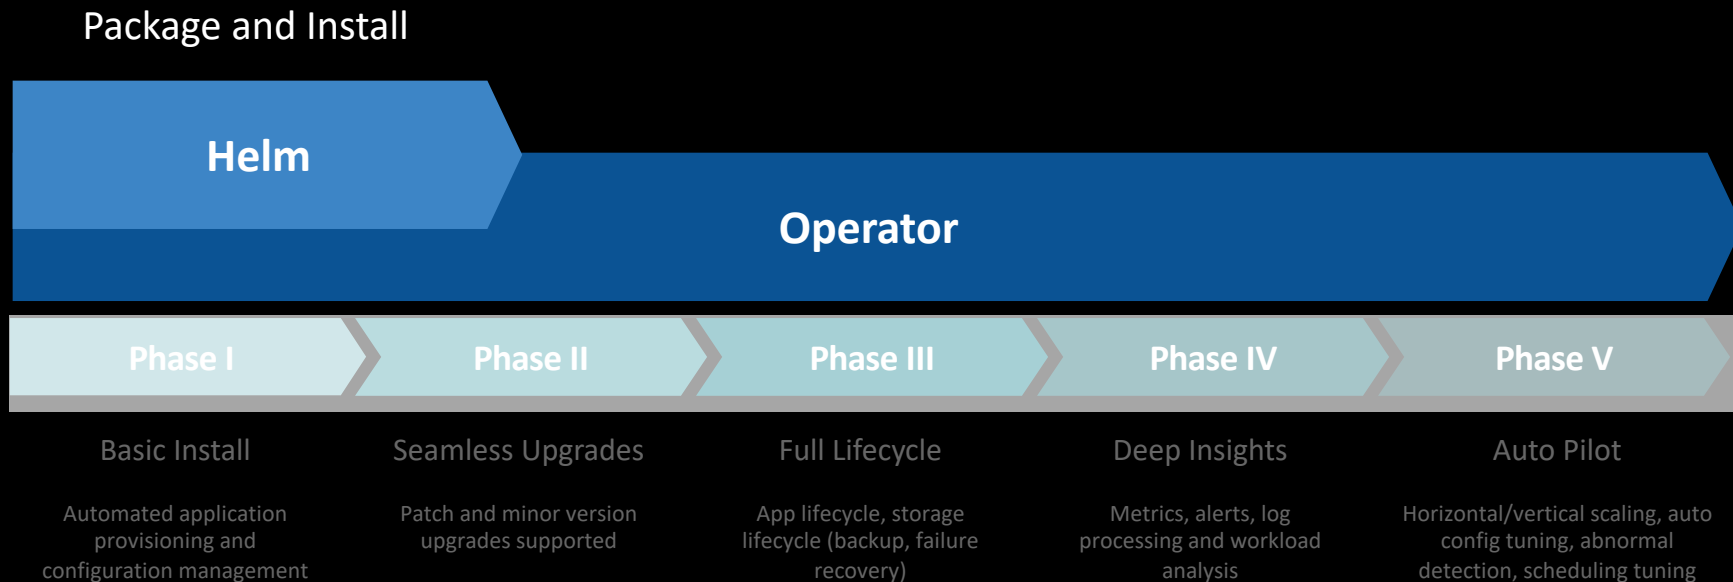 Package and Install
Helm
Operator
Phase I
Phase II
Phase III
Phase IV
Phase V
Basic Install
Seamless Upgrades
Full Lifecycle
Deep Insights
Auto Pilot
Automated application
provisioning and
configuration management
Patch and minor version
upgrades supported
App lifecycle, storage
lifecycle (backup, failure
recovery)
Metrics, alerts, log
processing and workload
analysis
Horizontal/vertical scaling, auto
config tuning, abnormal
detection, scheduling tuning